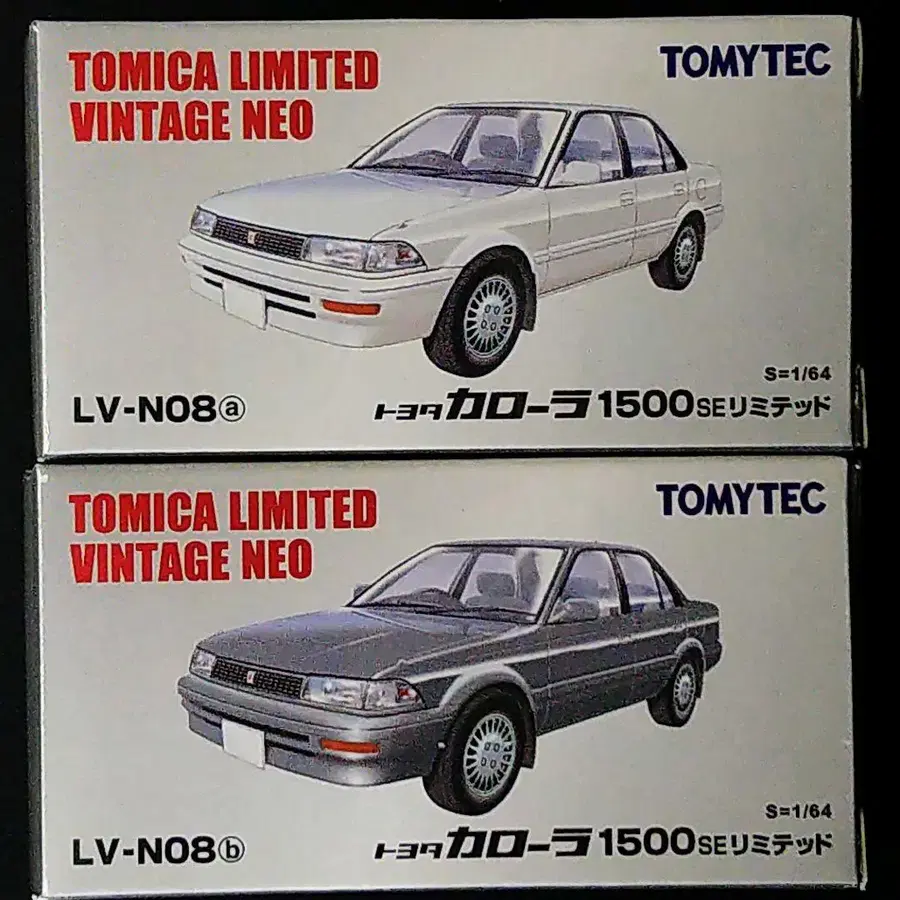 TOMICA LIMITED
VINTAGE NEO
TOMYTEC
S=1/64
LV-N08ⓐ
トヨタカローラ1500SEリミテッド
TOMICA LIMITED
VINTAGE NEO
TOMYTEC
S=1/64
LV-N08ⓑ
トヨタカローラ1500SEリミテッド